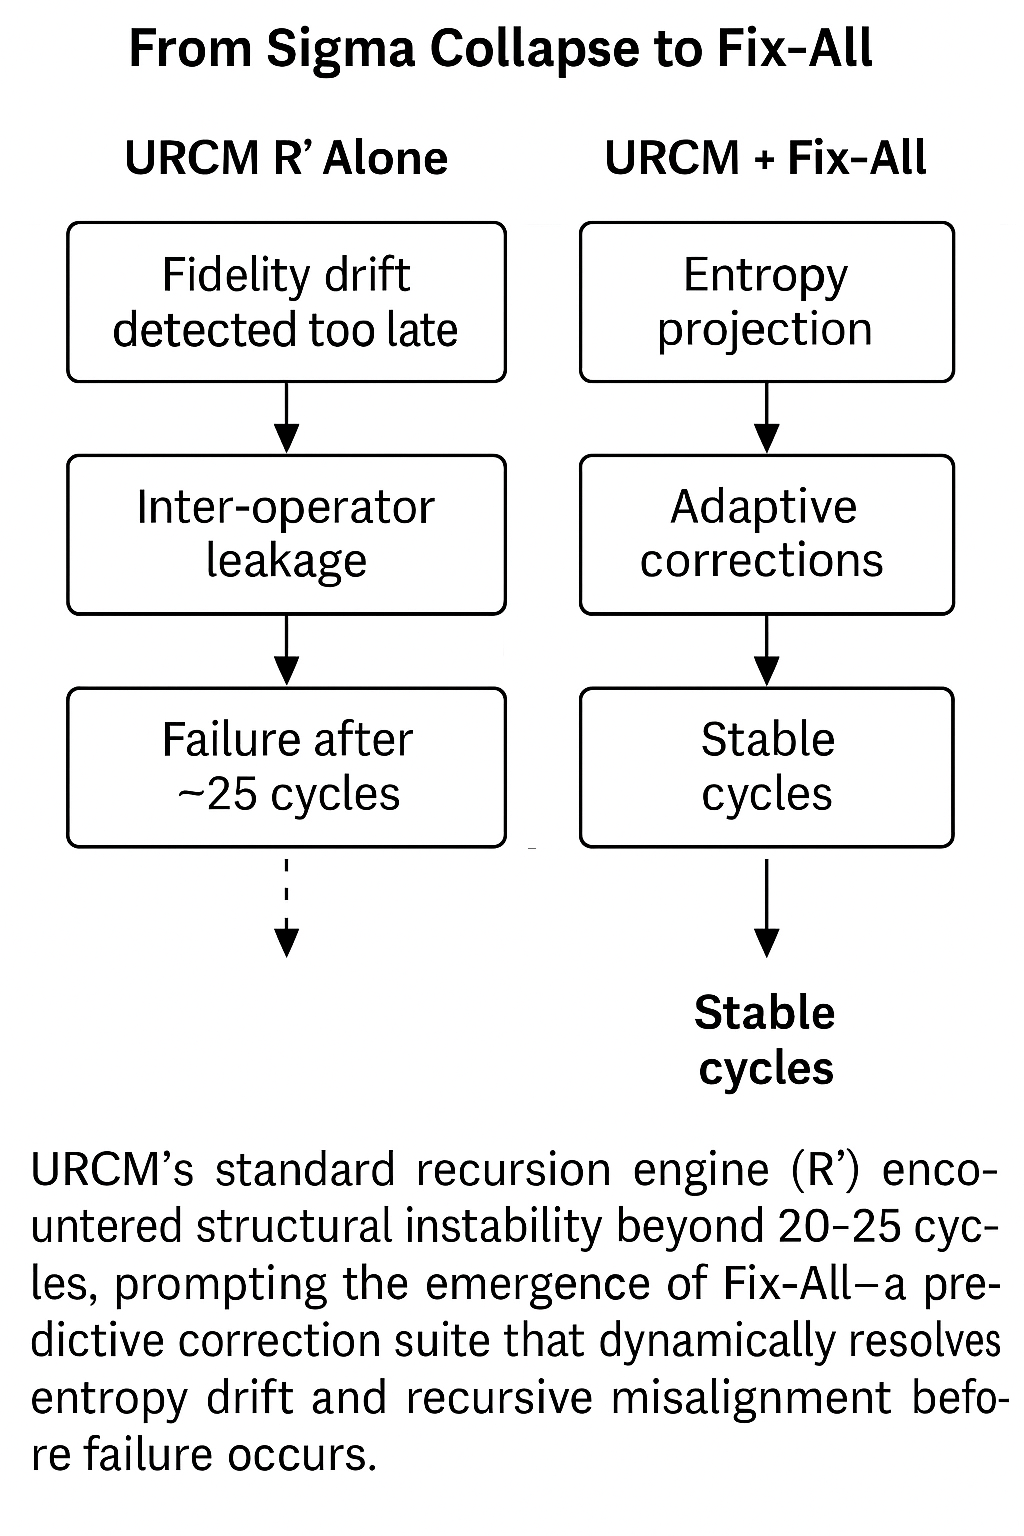 From Sigma Collapse to Fix-All
URCM R’ Alone
Fidelity drift
detected too late
Inter-operator
leakage
Failure after
~25 cycles
URCM + Fix-All
Entropy
projection
Adaptive
corrections
Stable
cycles
Stable
cycles
URCM’s standard recursion engine (R’) enco-
untered structural instability beyond 20–25 cyc-
les, prompting the emergence of Fix-All—a pre-
dictive correction suite that dynamically resolves
entropy drift and recursive misalignment befo-
re failure occurs.